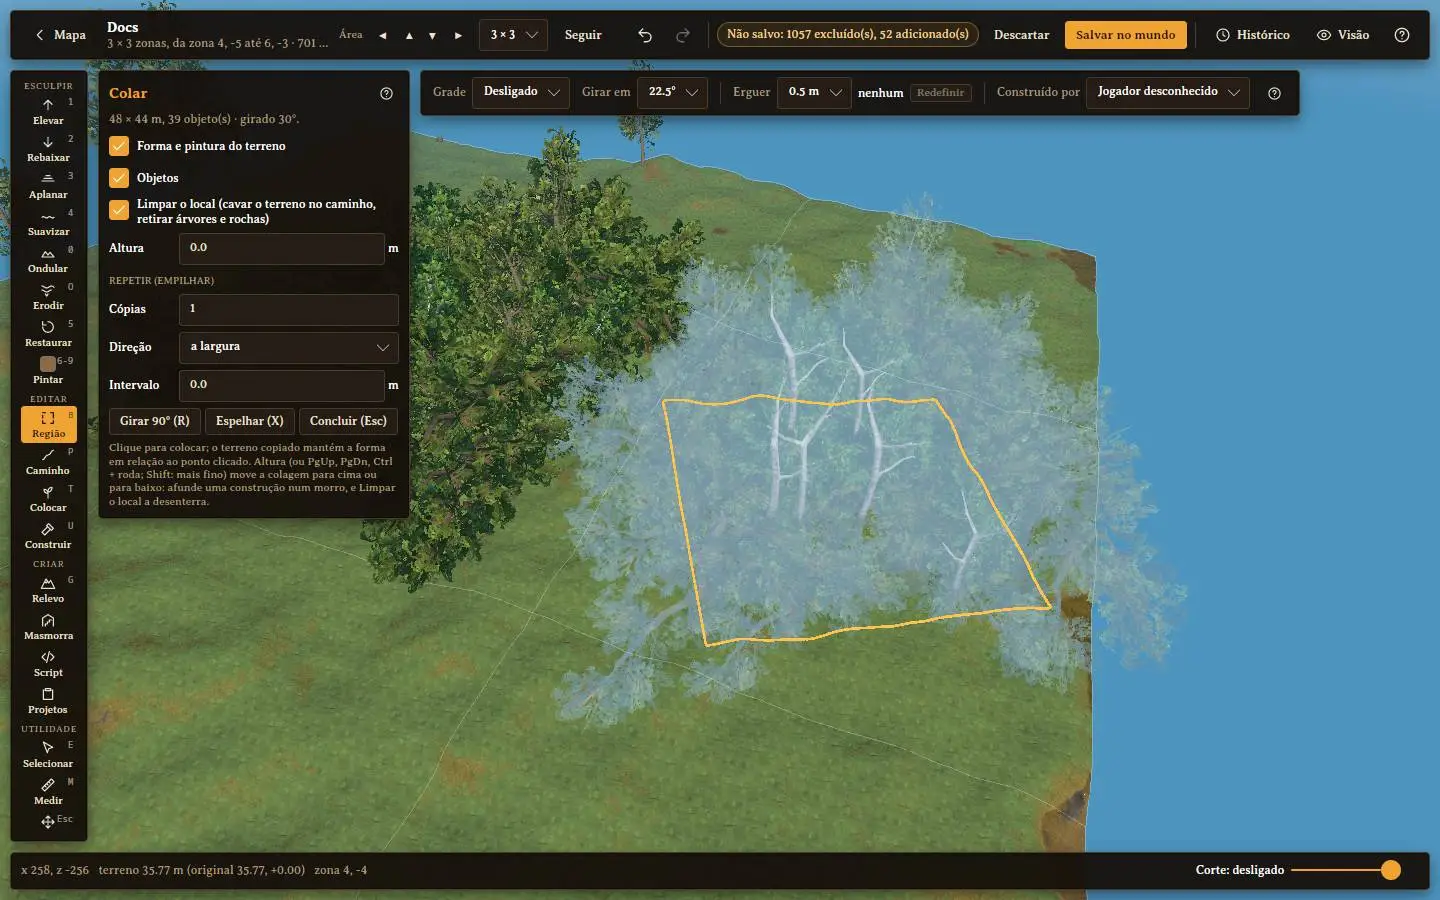 Mapa
Docs
3 × 3 zonas, da zona 4, -5 até 6, -3 · 701 ...
Área
3 × 3
Seguir
Não salvo: 1057 excluído(s), 52 adicionado(s)
Descartar
Salvar no mundo
Histórico
Visão
ESCULPIR
1
Elevar
2
Rebaixar
3
Aplanar
4
Suavizar
0
Ondular
O
Erodir
5
Restaurar
6-9
Pintar
EDITAR
8
Região
P
Caminho
T
Colocar
U
Construir
CRIAR
G
Relevo
Masmorra
Script
Projetos
UTILIDADE
E
Selecionar
M
Medir
Esc
Colar
48 × 44 m, 39 objeto(s) · girado 30°.
Forma e pintura do terreno
Objetos
Limpar o local (cavar o terreno no caminho,
retirar árvores e rochas)
Altura 0.0 m
REPETIR (EMPILHAR)
Cópias 1
Direção a largura
Intervalo 0.0 m
Girar 90° (R) Espelhar (X) Concluir (Esc)
Clique para colocar; o terreno copiado mantém a forma
em relação ao ponto clicado. Altura (ou PgUp, PgDn, Ctrl
+ roda; Shift: mais fino) move a colagem para cima ou
para baixo: afunde uma construção num morro, e Limpar
o local a desenterra.
Grade Desligado Girar em 22.5° Erguer 0.5 m nenhum Redefinir Construído por Jogador desconhecido
x 258, z -256 terreno 35.77 m (original 35.77, +0.00) zona 4, -4
Corte: desligado